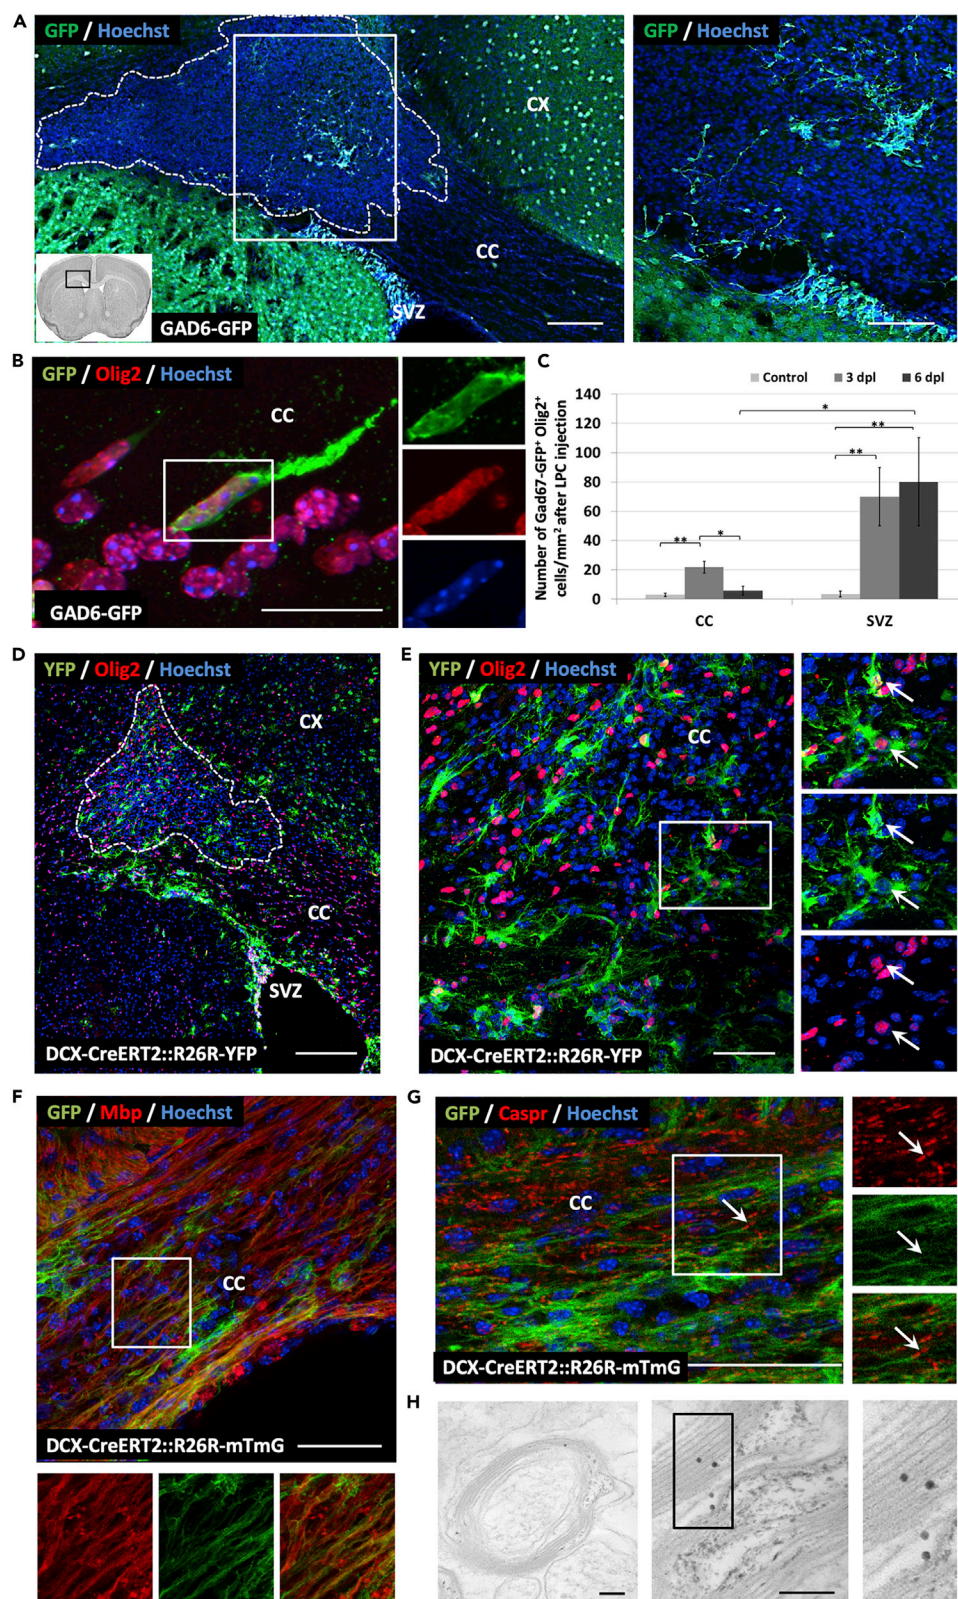 A
GFP / Hoechst
CX
CC
SVZ
GAD6-GFP
GFP / Hoechst
B
GFP / Olig2 / Hoechst
CC
GAD6-GFP
C
Control 3 dpl 6 dpl
Number of Gad67-GFP⁺ Olig2⁺
cells/mm² after LPC injection
140
120
100
80
60
40
20
0
*
**
**
**
*
CC SVZ
D
YFP / Olig2 / Hoechst
CX
CC
SVZ
DCX-CreERT2::R26R-YFP
E
YFP / Olig2 / Hoechst
CC
DCX-CreERT2::R26R-YFP
F
GFP / Mbp / Hoechst
CC
DCX-CreERT2::R26R-mTmG
G
GFP / Caspr / Hoechst
CC
DCX-CreERT2::R26R-mTmG
H